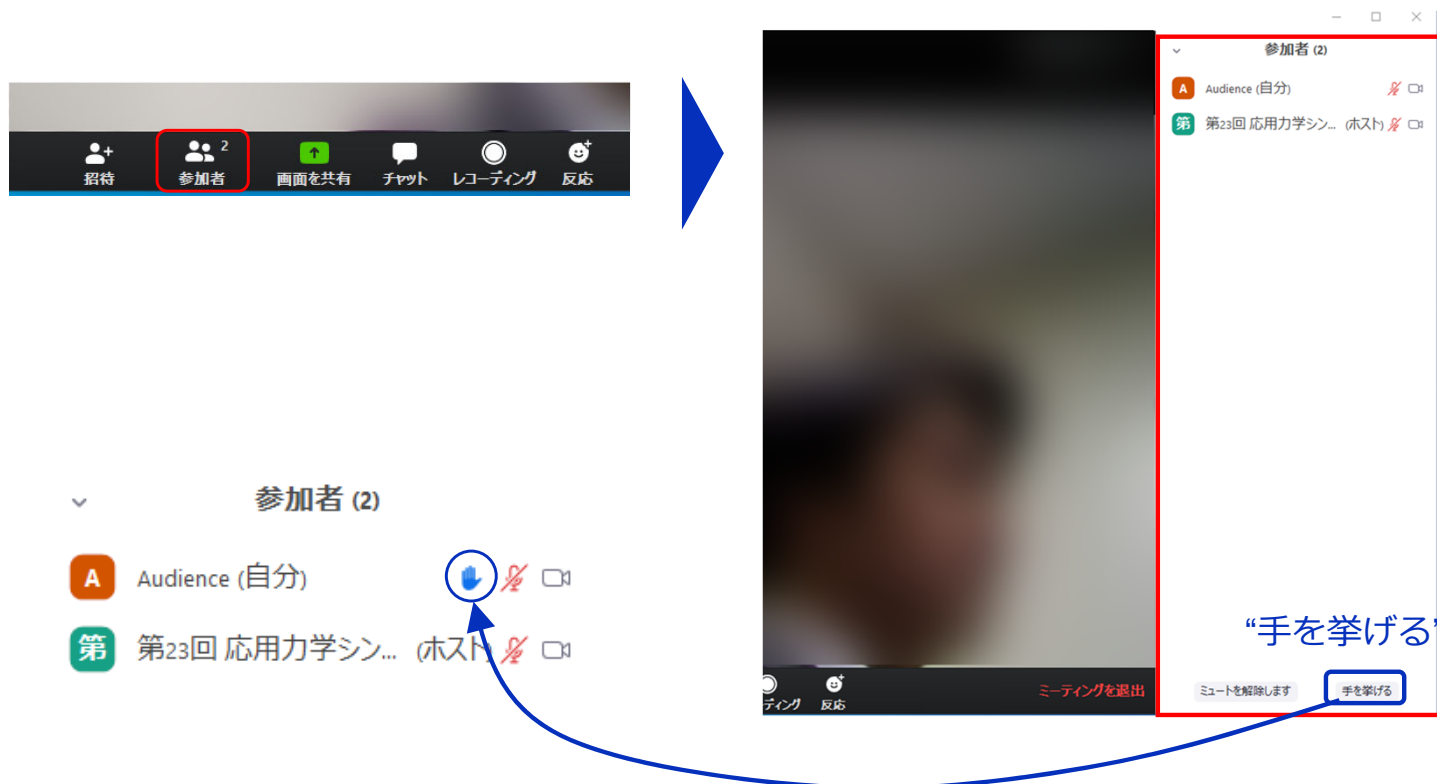 2
招待 参加者 画面を共有 チャット レコーディング 反応
参加者 (2)
A Audience (自分)
第 第23回 応用力学シン... (ホスト)
参加者 (2)
A Audience (自分)
第 第23回 応用力学シン... (ホスト)
“手を挙げる”
ミュートを解除します 手を挙げる
ディング 反応 ミーティングを退出